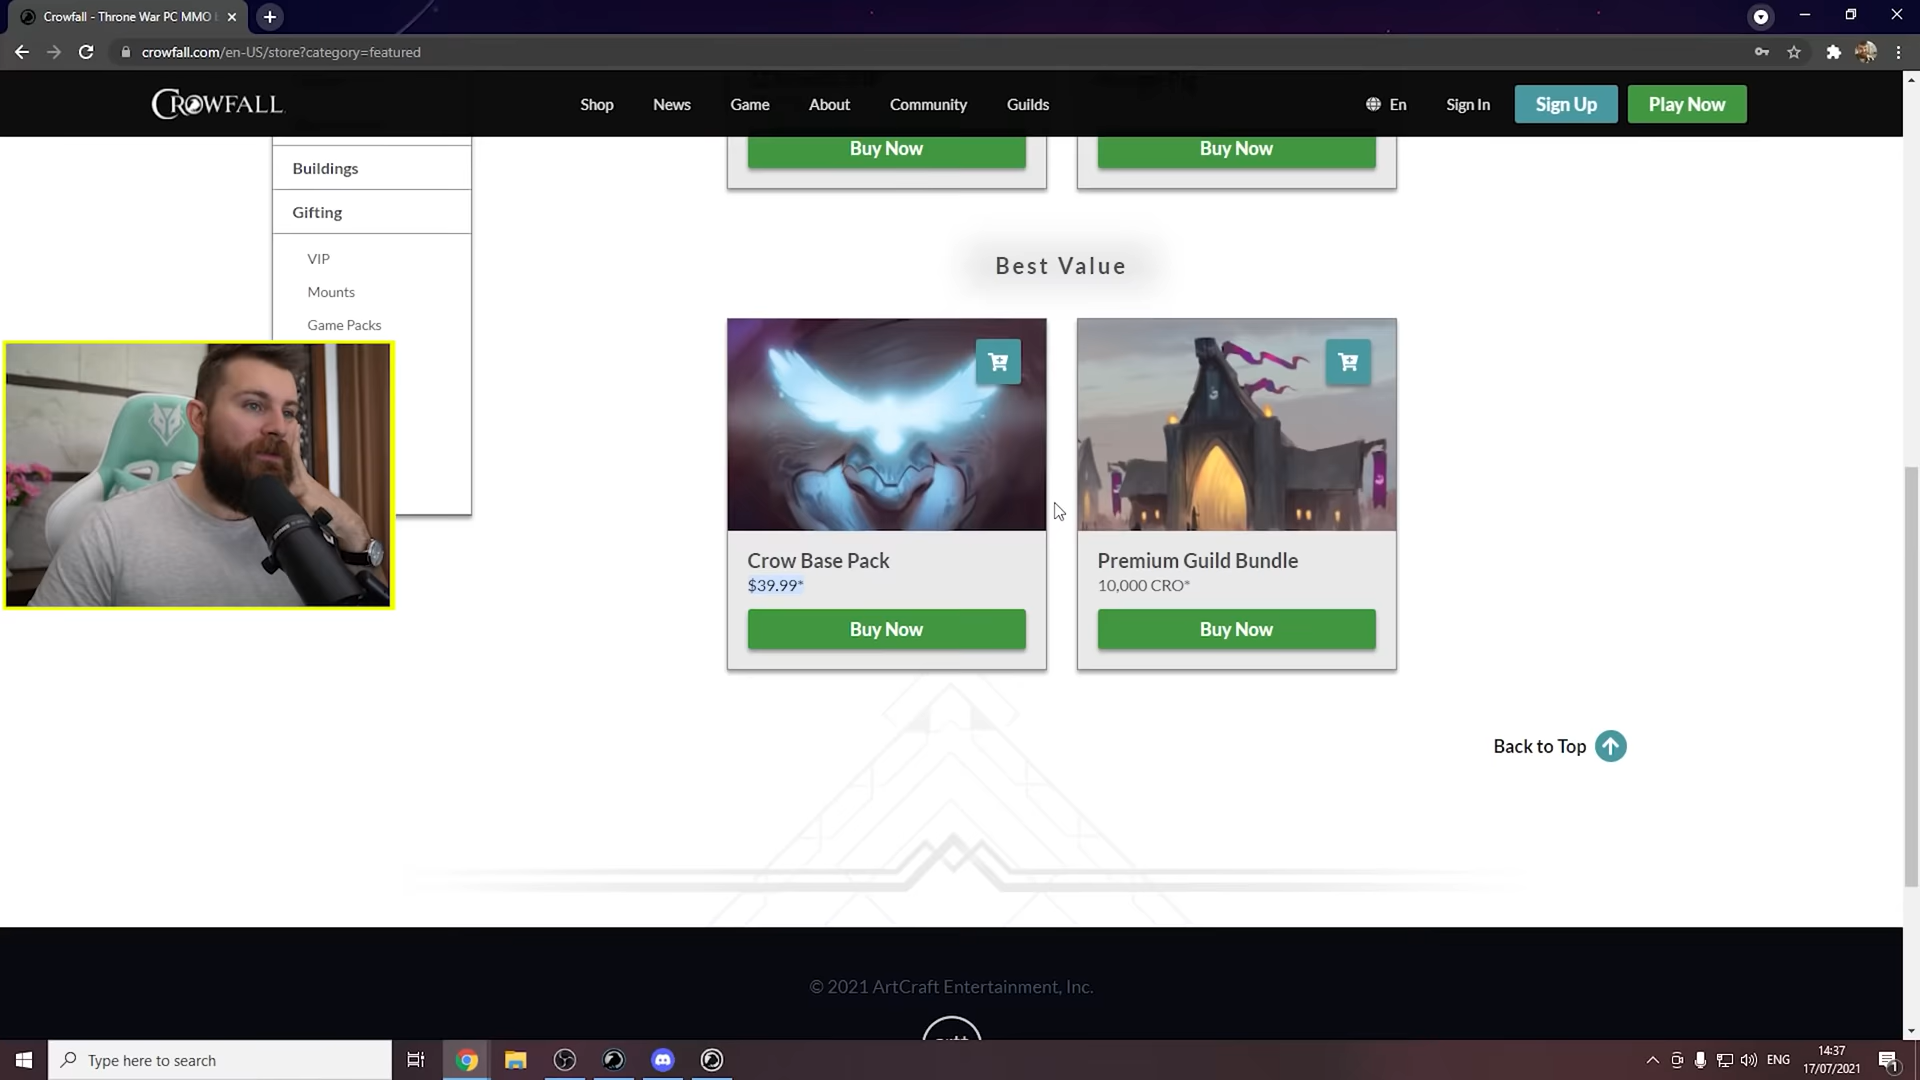 Crowfall - Throne War PC MMO
crowfall.com/en-US/store?category=featured
CROWFALL
Shop
News
Game
About
Community
Guilds
En
Sign In
Sign Up
Play Now
Buildings
Gifting
VIP
Mounts
Game Packs
Buy Now
Buy Now
Best Value
Crow Base Pack
$39.99*
Buy Now
Premium Guild Bundle
10,000 CRO*
Buy Now
Back to Top
© 2021 ArtCraft Entertainment, Inc.
Type here to search
ENG
14:37
17/07/2021
1